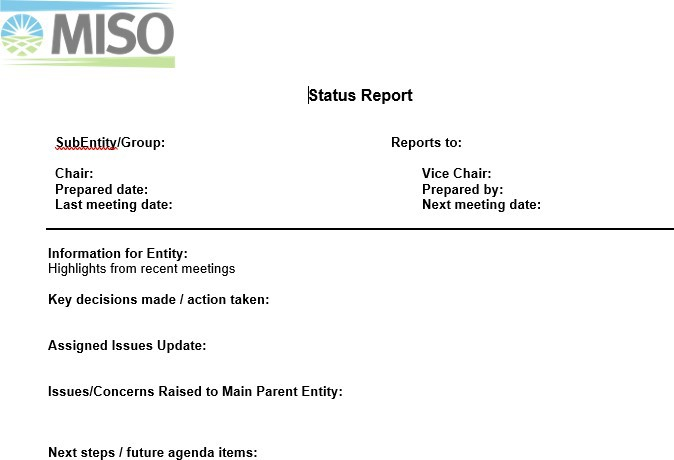 MISO
Status Report
SubEntity/Group: Reports to:
Chair: Vice Chair:
Prepared date: Prepared by:
Last meeting date: Next meeting date:
Information for Entity:
Highlights from recent meetings
Key decisions made / action taken:
Assigned Issues Update:
Issues/Concerns Raised to Main Parent Entity:
Next steps / future agenda items: